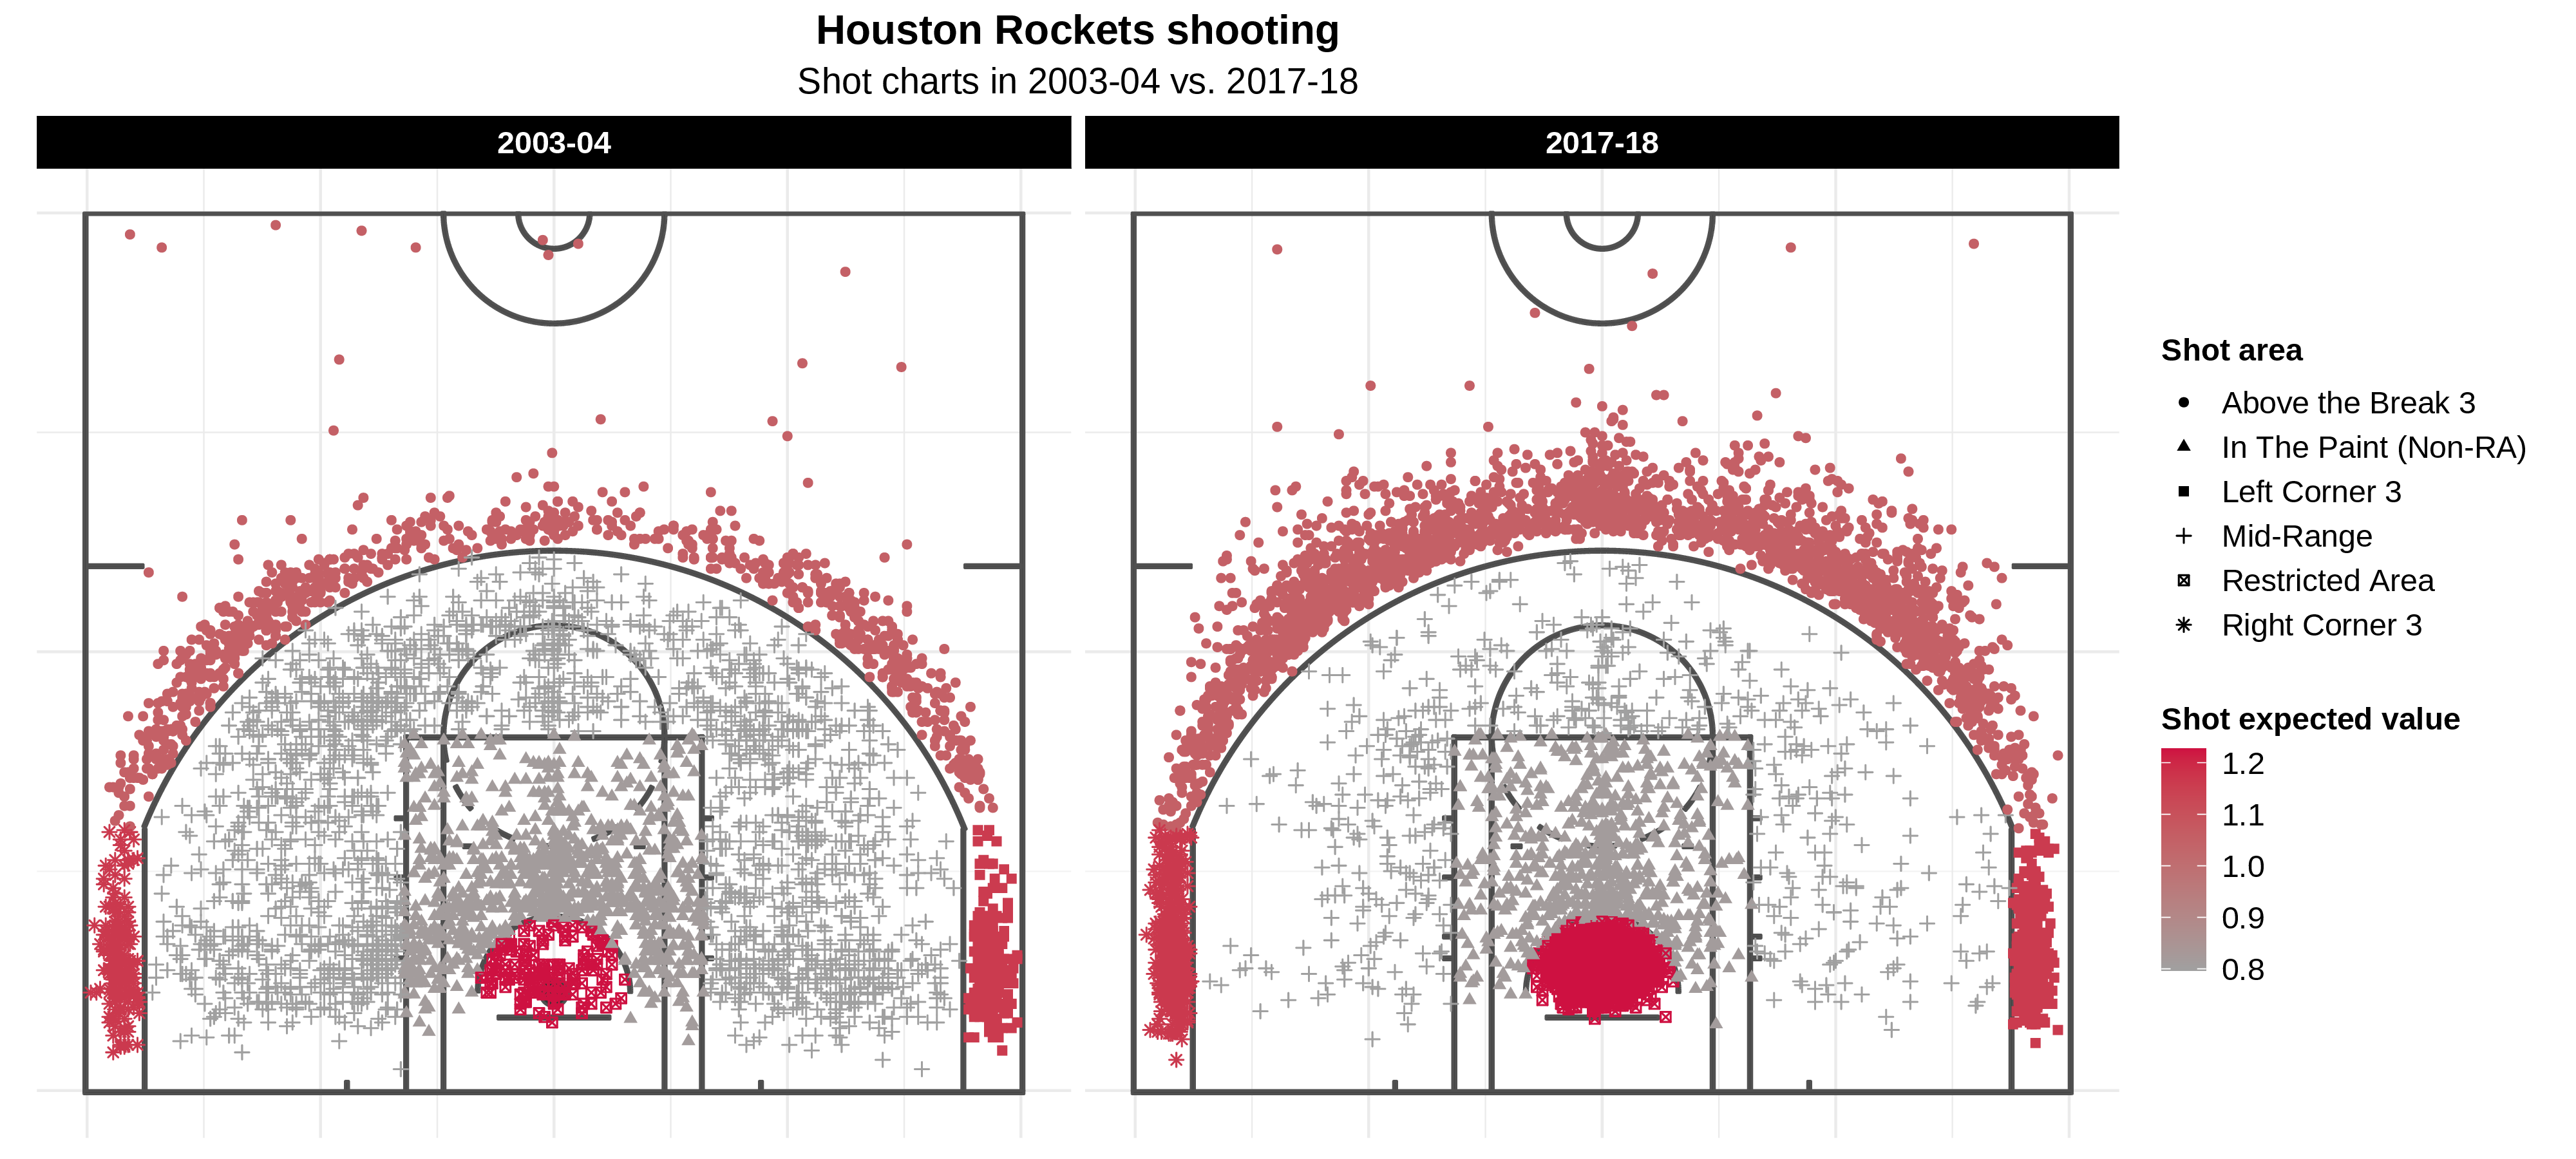 Houston Rockets shooting
Shot charts in 2003-04 vs. 2017-18
2003-04
2017-18
Shot area
Above the Break 3
In The Paint (Non-RA)
Left Corner 3
Mid-Range
Restricted Area
Right Corner 3
Shot expected value
1.2
1.1
1.0
0.9
0.8